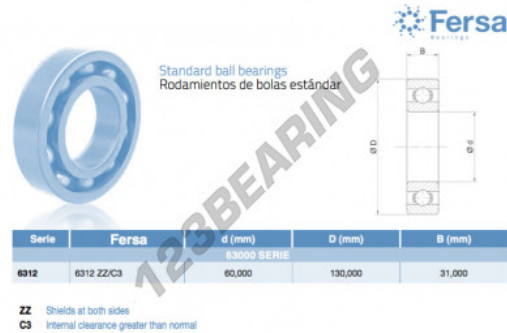 Fersa
Bearings
Standard ball bearings
Rodamientos de bolas estándar
B
Ø D
Ø d
123BEARING
Serie Fersa d (mm) D (mm) B (mm)
63000 SERIE
6312 6312 ZZ/C3 60,000 130,000 31,000
ZZ Shields at both sides
C3 Internal clearance greater than normal